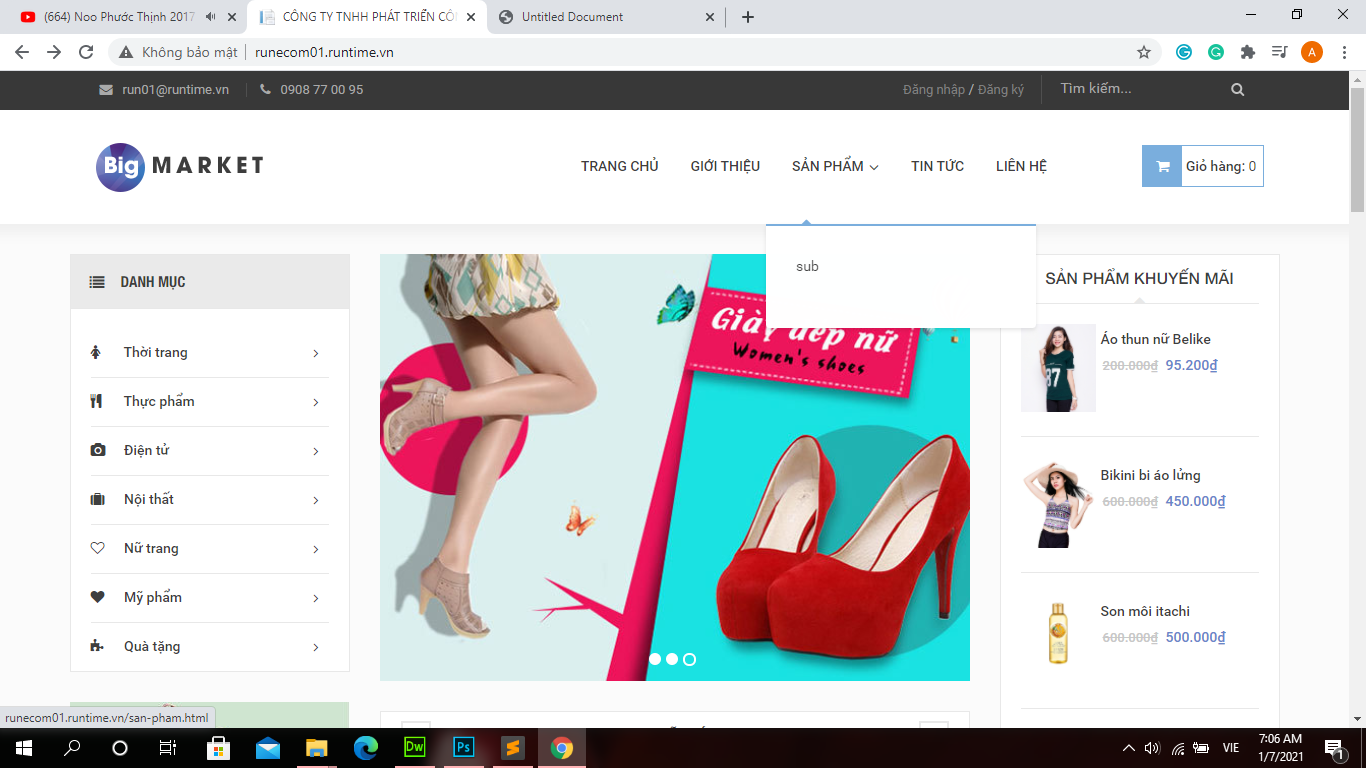 (664) Noo Phước Thịnh 2017
CÔNG TY TNHH PHÁT TRIỂN CÔN
Untitled Document
Không bảo mật
runecom01.runtime.vn
A
run01@runtime.vn
0908 77 00 95
Đăng nhập / Đăng ký
Tìm kiếm...
Big MARKET
TRANG CHỦ
GIỚI THIỆU
SẢN PHẨM
TIN TỨC
LIÊN HỆ
Giỏ hàng: 0
sub
DANH MỤC
Thời trang
Thực phẩm
Điện tử
Nội thất
Nữ trang
Mỹ phẩm
Quà tặng
Giày dép nữ
Women's shoes
SẢN PHẨM KHUYẾN MÃI
Áo thun nữ Belike
200.000₫ 95.200₫
87
Bikini bi áo lửng
600.000₫ 450.000₫
Son môi itachi
600.000₫ 500.000₫
runecom01.runtime.vn/san-pham.html
Dw
Ps
VIE
7:06 AM
1/7/2021
1